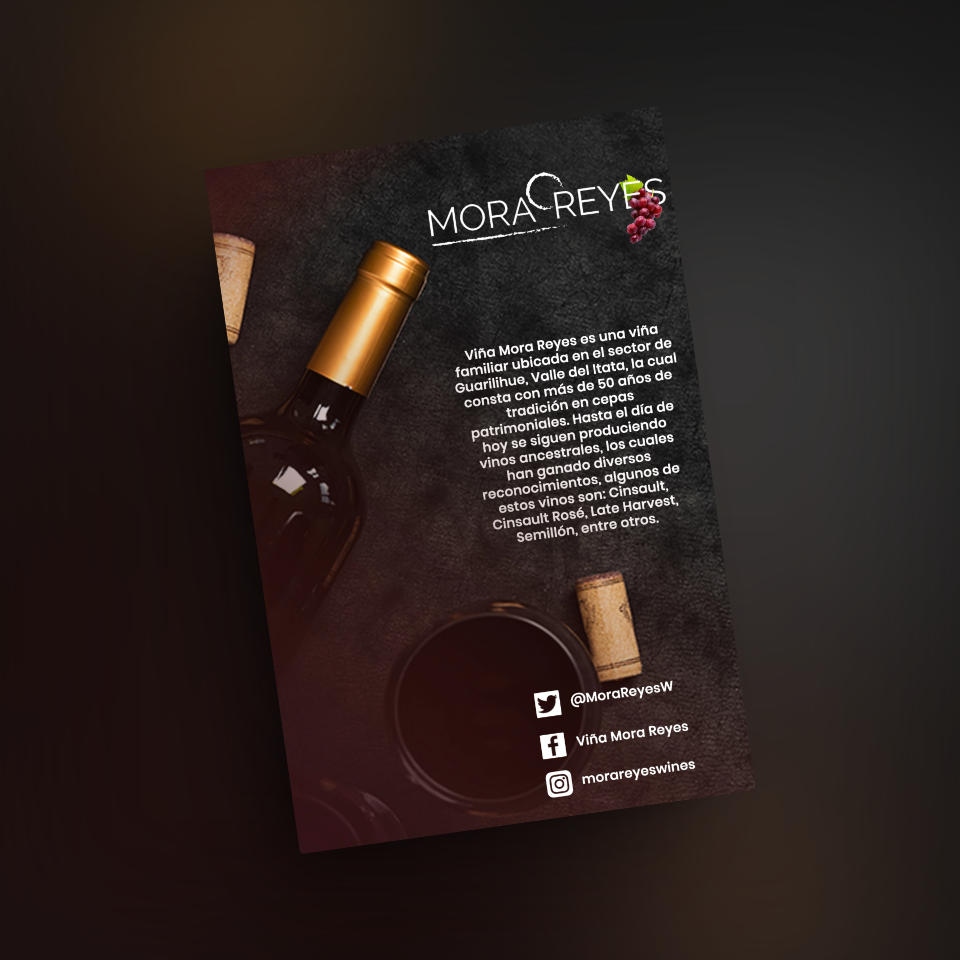 MORA REYES
Viña Mora Reyes es una viña
familiar ubicada en el sector de
Guarilihue, Valle del Itata, la cual
consta con más de 50 años de
tradición en cepas
patrimoniales. Hasta el día de
hoy se siguen produciendo
vinos ancestrales, los cuales
han ganado diversos
reconocimientos, algunos de
estos vinos son: Cinsault,
Cinsault Rosé, Late Harvest,
Semillón, entre otros.
@MoraReyesW
Viña Mora Reyes
morareyeswines